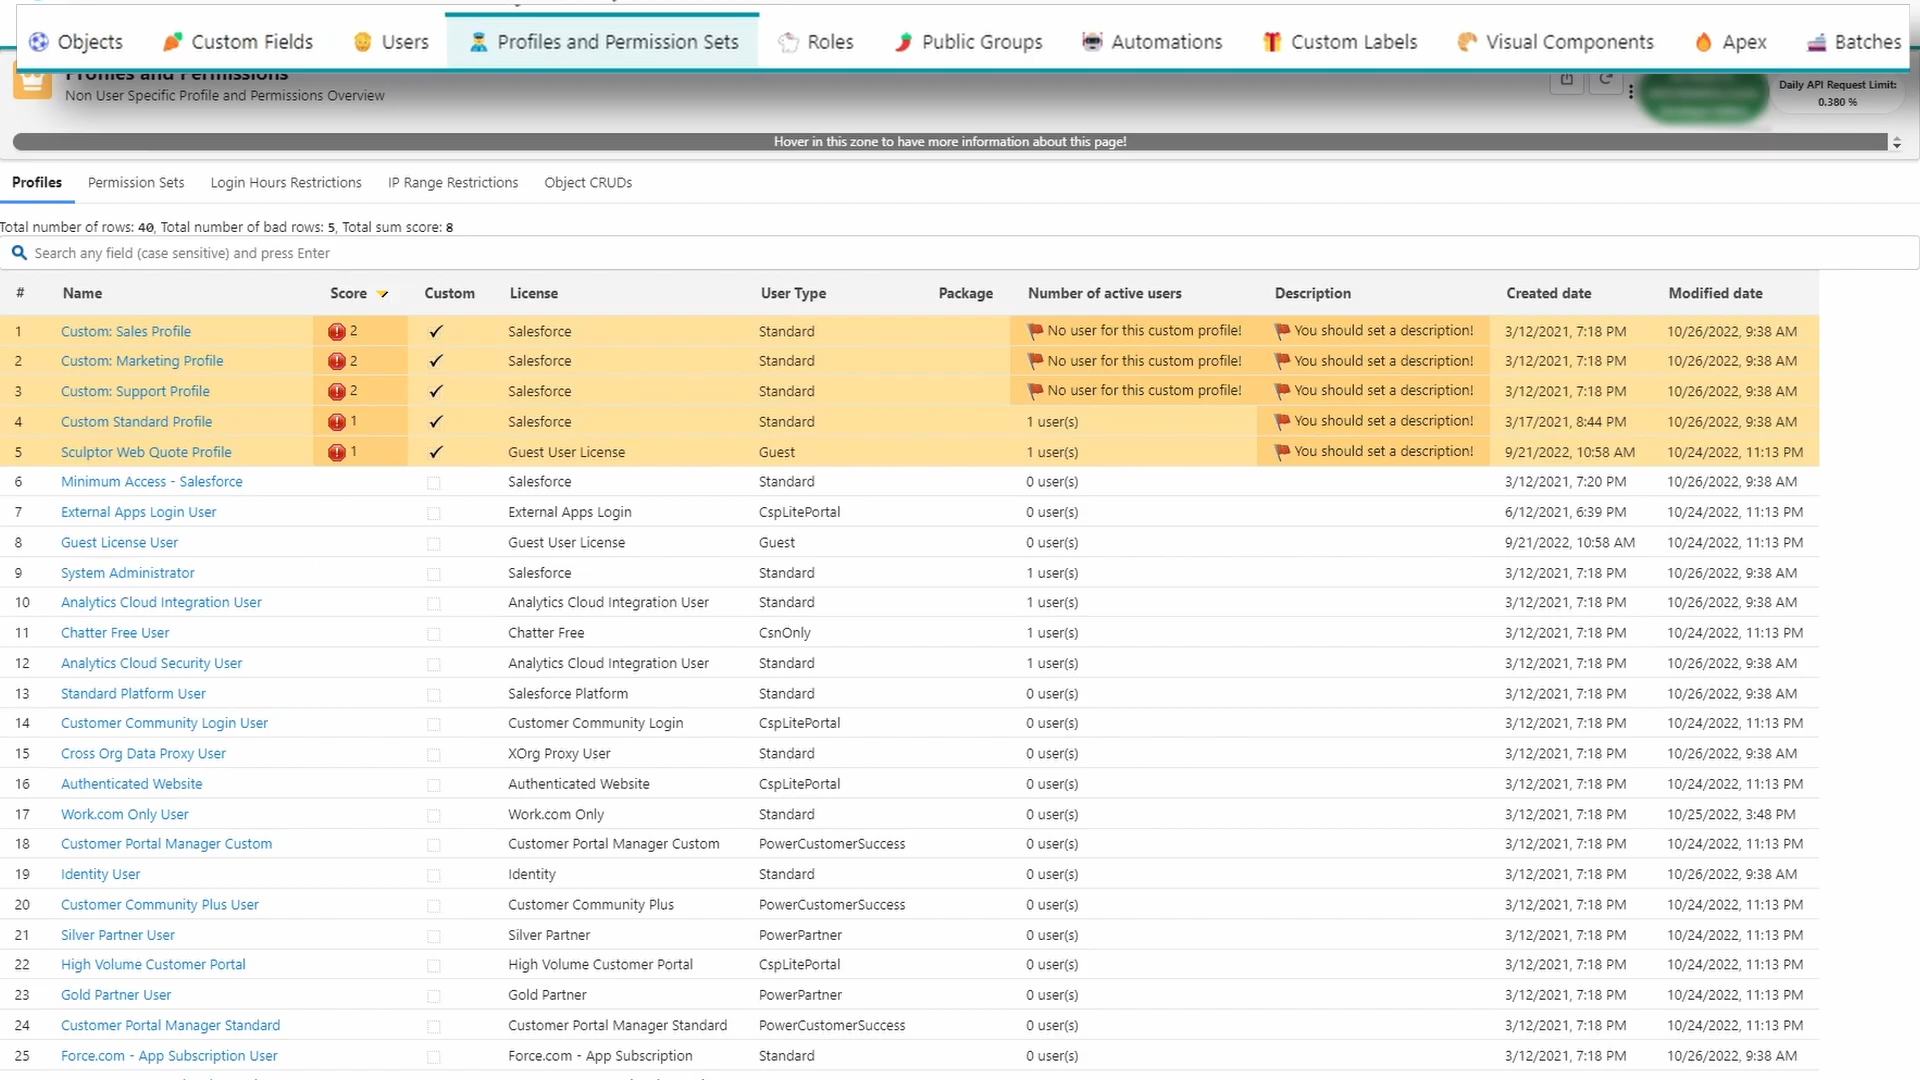 Objects Custom Fields Users Profiles and Permission Sets Roles Public Groups Automations Custom Labels Visual Components Apex Batches
Profiles and Permissions
Non User Specific Profile and Permissions Overview
Daily API Request Limit:
0.380 %
Hover in this zone to have more information about this page!
Profiles Permission Sets Login Hours Restrictions IP Range Restrictions Object CRUDs
Total number of rows: 40, Total number of bad rows: 5, Total sum score: 8
Search any field (case sensitive) and press Enter
# Name Score Custom License User Type Package Number of active users Description Created date Modified date
1 Custom: Sales Profile 2 ✓ Salesforce Standard No user for this custom profile! You should set a description! 3/12/2021, 7:18 PM 10/26/2022, 9:38 AM
2 Custom: Marketing Profile 2 ✓ Salesforce Standard No user for this custom profile! You should set a description! 3/12/2021, 7:18 PM 10/26/2022, 9:38 AM
3 Custom: Support Profile 2 ✓ Salesforce Standard No user for this custom profile! You should set a description! 3/12/2021, 7:18 PM 10/26/2022, 9:38 AM
4 Custom Standard Profile 1 ✓ Salesforce Standard 1 user(s) You should set a description! 3/17/2021, 8:44 PM 10/26/2022, 9:38 AM
5 Sculptor Web Quote Profile 1 ✓ Guest User License Guest 1 user(s) You should set a description! 9/21/2022, 10:58 AM 10/24/2022, 11:13 PM
6 Minimum Access - Salesforce Salesforce Standard 0 user(s) 3/12/2021, 7:20 PM 10/26/2022, 9:38 AM
7 External Apps Login User External Apps Login CspLitePortal 0 user(s) 6/12/2021, 6:39 PM 10/24/2022, 11:13 PM
8 Guest License User Guest User License Guest 0 user(s) 9/21/2022, 10:58 AM 10/24/2022, 11:13 PM
9 System Administrator Salesforce Standard 1 user(s) 3/12/2021, 7:18 PM 10/26/2022, 9:38 AM
10 Analytics Cloud Integration User Analytics Cloud Integration User Standard 1 user(s) 3/12/2021, 7:18 PM 10/26/2022, 9:38 AM
11 Chatter Free User Chatter Free CsnOnly 1 user(s) 3/12/2021, 7:18 PM 10/24/2022, 11:13 PM
12 Analytics Cloud Security User Analytics Cloud Integration User Standard 1 user(s) 3/12/2021, 7:18 PM 10/26/2022, 9:38 AM
13 Standard Platform User Salesforce Platform Standard 0 user(s) 3/12/2021, 7:18 PM 10/26/2022, 9:38 AM
14 Customer Community Login User Customer Community Login CspLitePortal 0 user(s) 3/12/2021, 7:18 PM 10/24/2022, 11:13 PM
15 Cross Org Data Proxy User XOrg Proxy User Standard 0 user(s) 3/12/2021, 7:18 PM 10/26/2022, 9:38 AM
16 Authenticated Website Authenticated Website CspLitePortal 0 user(s) 3/12/2021, 7:18 PM 10/24/2022, 11:13 PM
17 Work.com Only User Work.com Only Standard 0 user(s) 3/12/2021, 7:18 PM 10/25/2022, 3:48 PM
18 Customer Portal Manager Custom Customer Portal Manager Custom PowerCustomerSuccess 0 user(s) 3/12/2021, 7:18 PM 10/24/2022, 11:13 PM
19 Identity User Identity Standard 0 user(s) 3/12/2021, 7:18 PM 10/26/2022, 9:38 AM
20 Customer Community Plus User Customer Community Plus PowerCustomerSuccess 0 user(s) 3/12/2021, 7:18 PM 10/24/2022, 11:13 PM
21 Silver Partner User Silver Partner PowerPartner 0 user(s) 3/12/2021, 7:18 PM 10/24/2022, 11:13 PM
22 High Volume Customer Portal High Volume Customer Portal CspLitePortal 0 user(s) 3/12/2021, 7:18 PM 10/24/2022, 11:13 PM
23 Gold Partner User Gold Partner PowerPartner 0 user(s) 3/12/2021, 7:18 PM 10/24/2022, 11:13 PM
24 Customer Portal Manager Standard Customer Portal Manager Standard PowerCustomerSuccess 0 user(s) 3/12/2021, 7:18 PM 10/24/2022, 11:13 PM
25 Force.com - App Subscription User Force.com - App Subscription Standard 0 user(s) 3/12/2021, 7:18 PM 10/26/2022, 9:38 AM